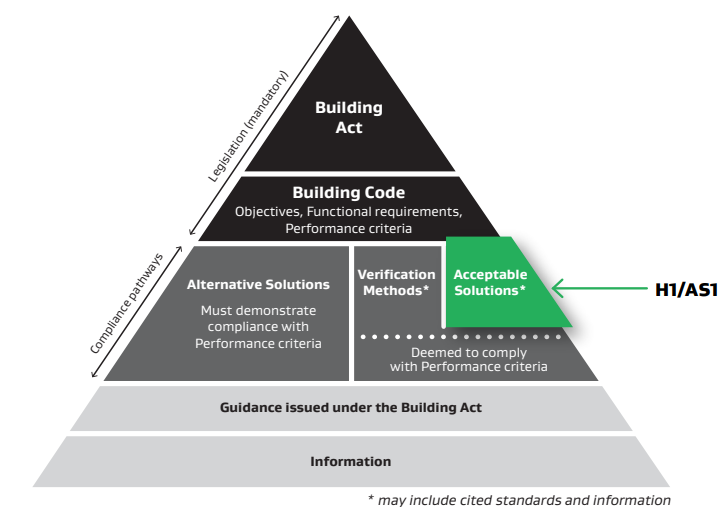 Building
Act
Legislation (mandatory)
Building Code
Objectives, Functional requirements,
Performance criteria
Compliance pathways
Alternative Solutions
Must demonstrate
compliance with
Performance criteria
Verification
Methods*
Acceptable
Solutions*
H1/AS1
Deemed to comply
with Performance criteria
Guidance issued under the Building Act
Information
* may include cited standards and information